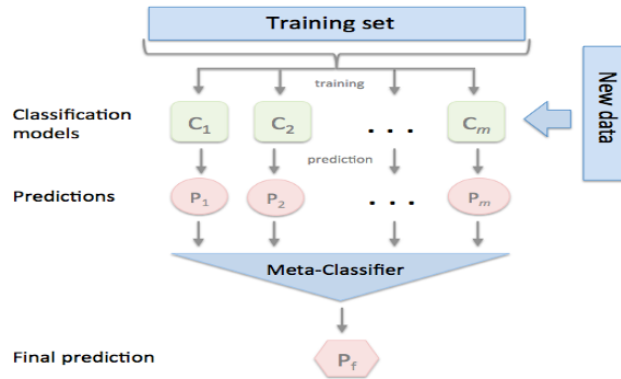 Training set
training
Classification
models
C1 C2 . . . Cm
New data
prediction
Predictions
P1 P2 . . . Pm
Meta-Classifier
Final prediction
Pf